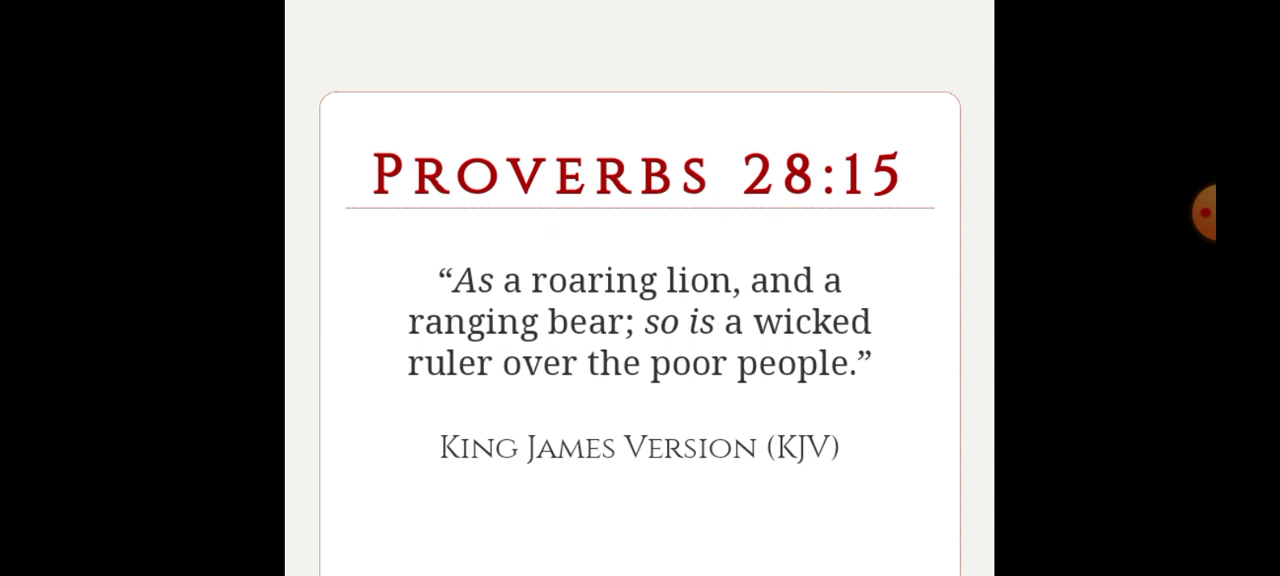 Proverbs 28:15
“As a roaring lion, and a
ranging bear; so is a wicked
ruler over the poor people.”
King James Version (KJV)